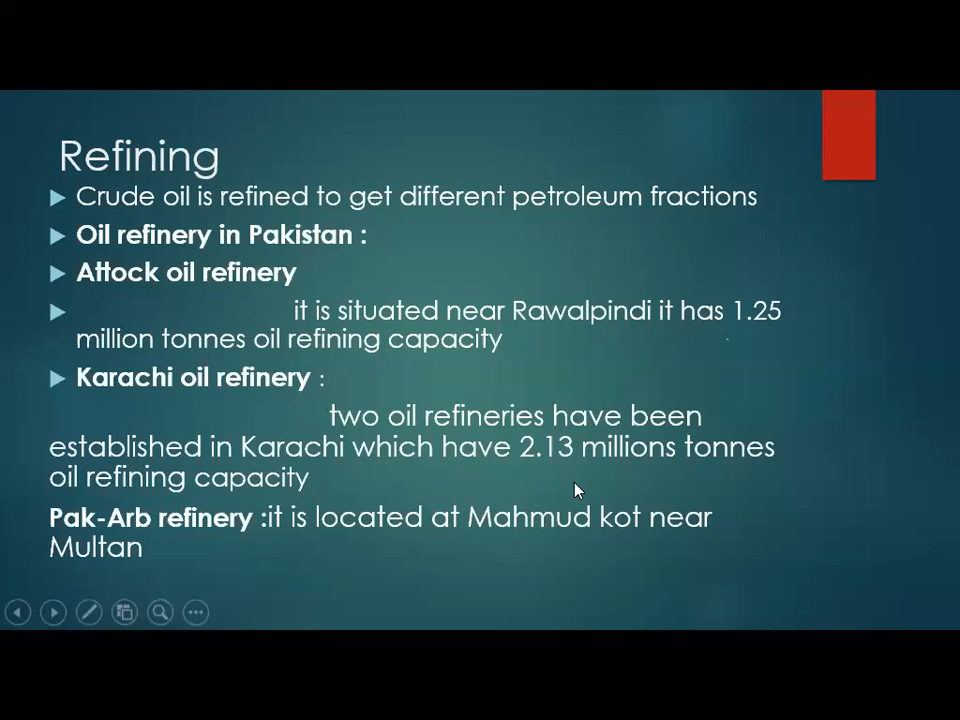 Refining
Crude oil is refined to get different petroleum fractions
Oil refinery in Pakistan :
Attock oil refinery
it is situated near Rawalpindi it has 1.25
million tonnes oil refining capacity
Karachi oil refinery :
two oil refineries have been
established in Karachi which have 2.13 millions tonnes
oil refining capacity
Pak-Arb refinery :it is located at Mahmud kot near
Multan